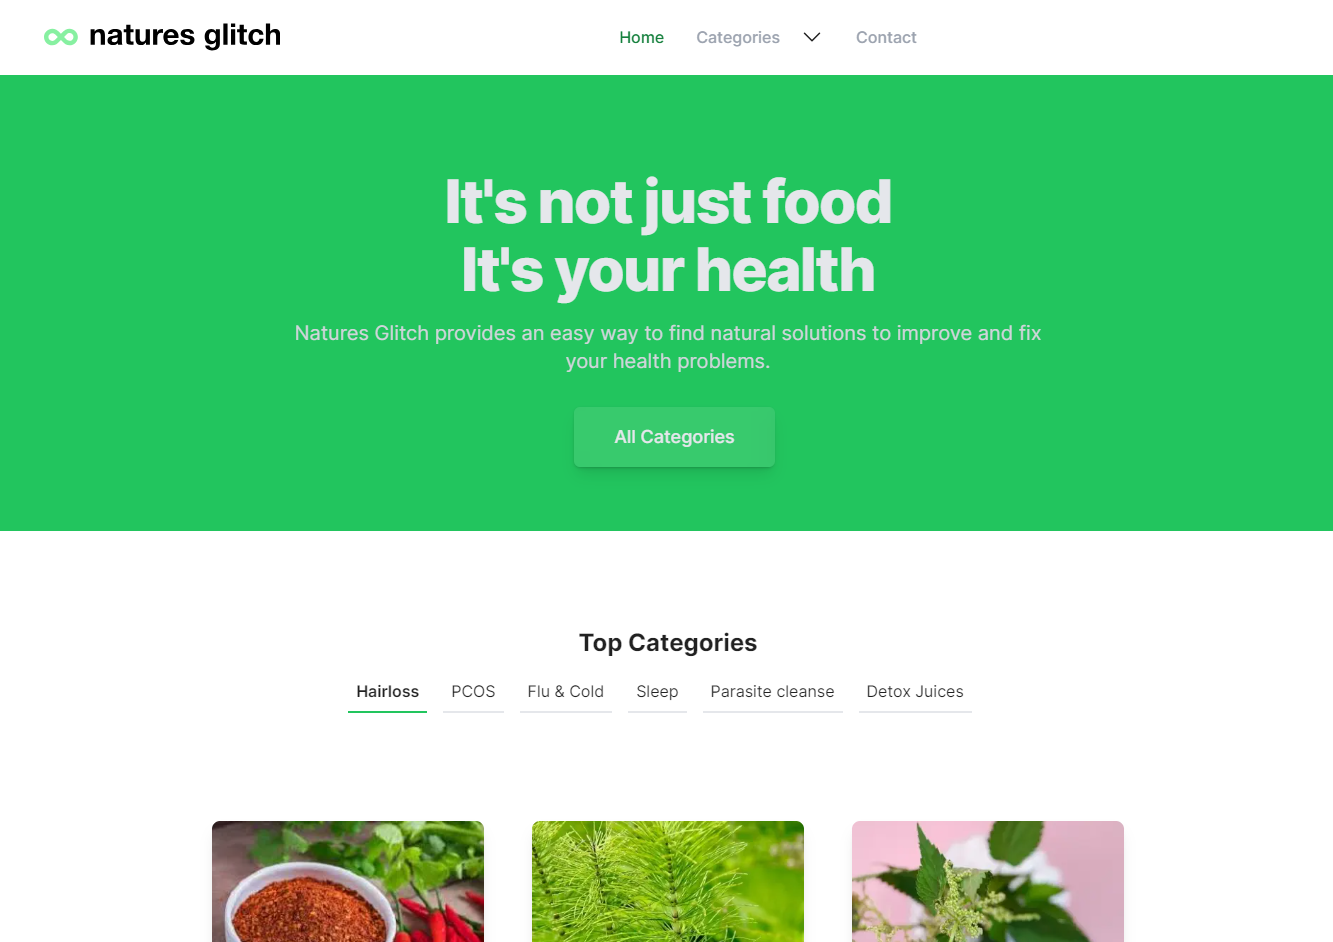 natures glitch
Home
Categories
Contact
It's not just food
It's your health
Natures Glitch provides an easy way to find natural solutions to improve and fix
your health problems.
All Categories
Top Categories
Hairloss
PCOS
Flu & Cold
Sleep
Parasite cleanse
Detox Juices